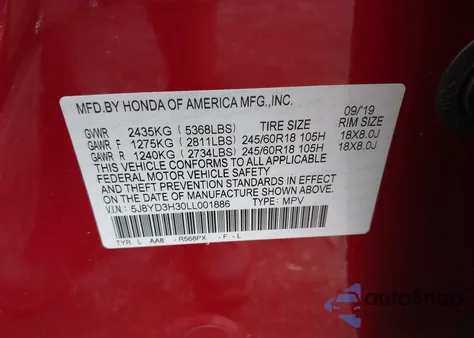 MFD.BY HONDA OF AMERICA MFG.,INC.
09/19
GVWR 2435KG ( 5368LBS) TIRE SIZE RIM SIZE
GAWR F 1275KG ( 2811LBS) 245/60R18 105H 18X8.0J
GAWR R 1240KG ( 2734LBS) 245/60R18 105H 18X8.0J
THIS VEHICLE CONFORMS TO ALL APPLICABLE
FEDERAL MOTOR VEHICLE SAFETY
AND THEFT PREVENTION STANDARDS IN EFFECT
ON THE DATE OF MANUFACTURE SHOWN ABOVE.
V.I.N: 5J8YD3H30LL001886 TYPE: MPV
TYR L AA8 - R568PX - F - L
autoSnap